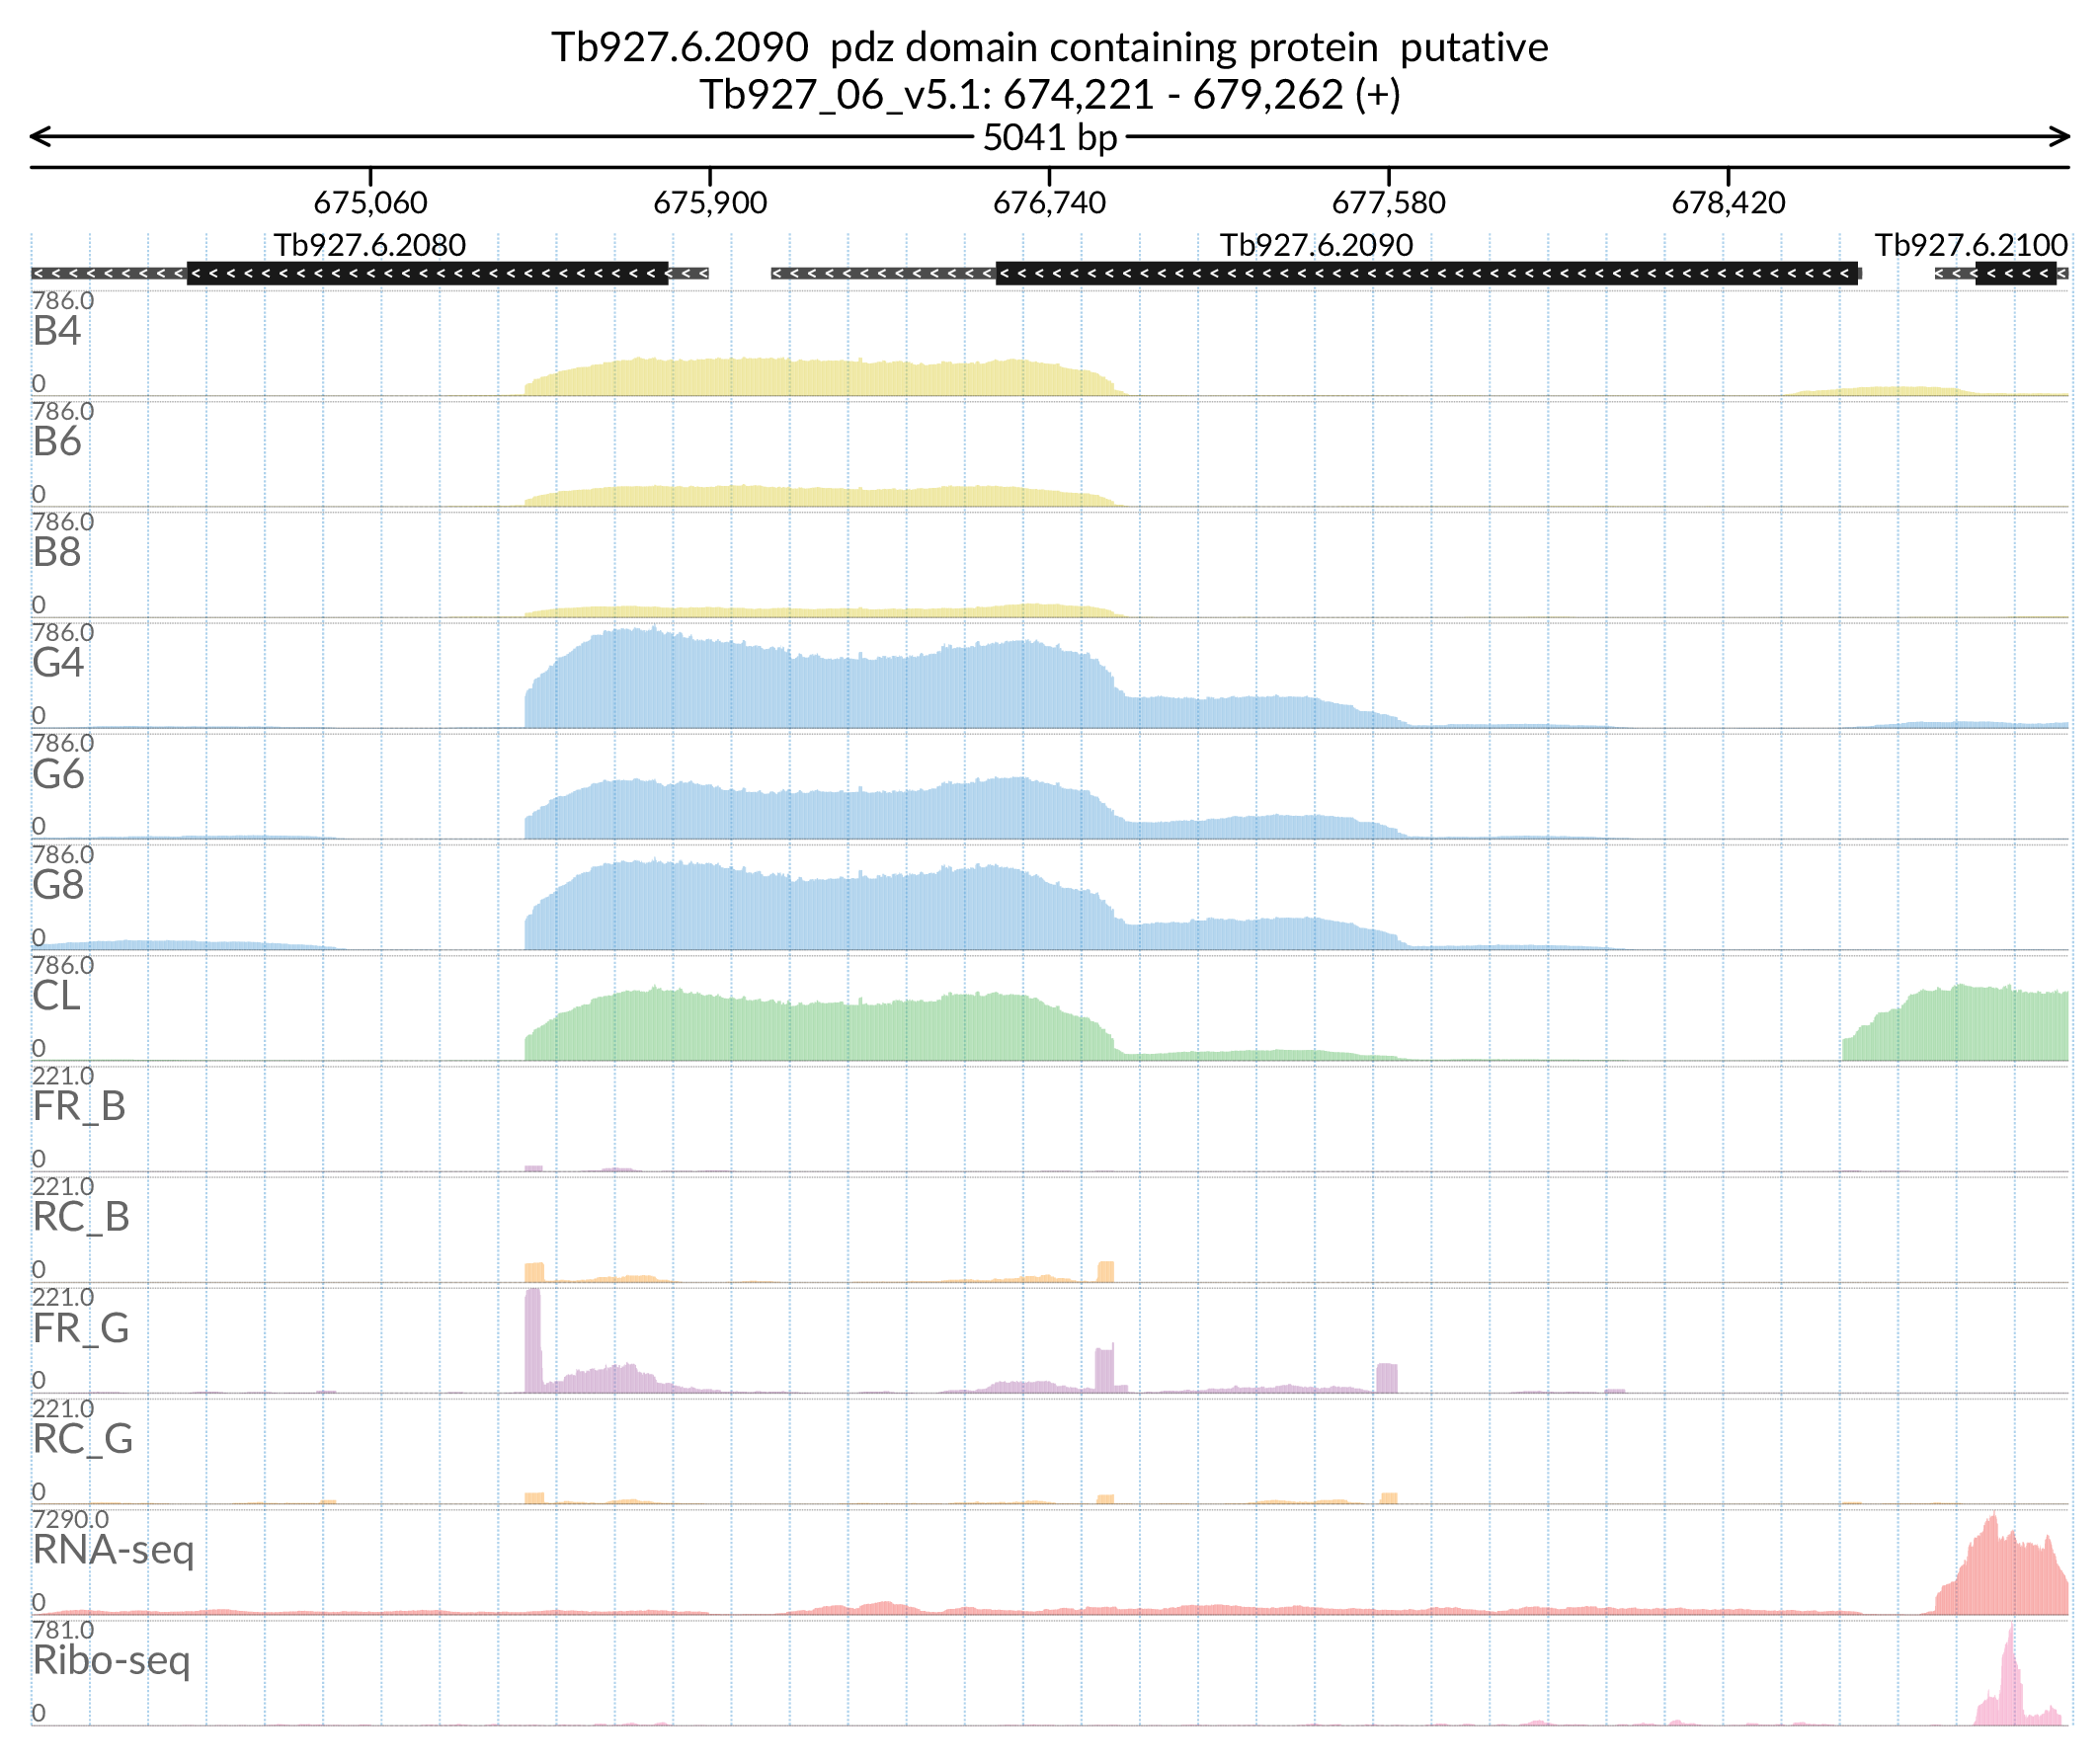 Tb927.6.2090 pdz domain containing protein putative
Tb927_06_v5.1: 674,221 - 679,262 (+)
5041 bp
675,060 675,900 676,740 677,580 678,420
Tb927.6.2080 Tb927.6.2090 Tb927.6.2100
786.0
B4
0
786.0
B6
0
786.0
B8
0
786.0
G4
0
786.0
G6
0
786.0
G8
0
786.0
CL
0
221.0
FR_B
0
221.0
RC_B
0
221.0
FR_G
0
221.0
RC_G
0
7290.0
RNA-seq
0
781.0
Ribo-seq
0